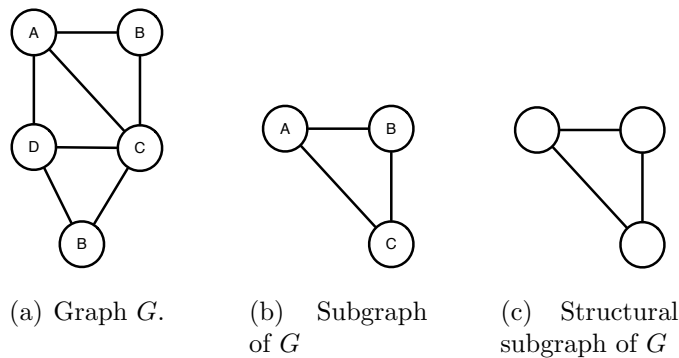 A B
D C
B
A B
C
(a) Graph G.
(b) Subgraph
of G
(c) Structural
subgraph of G